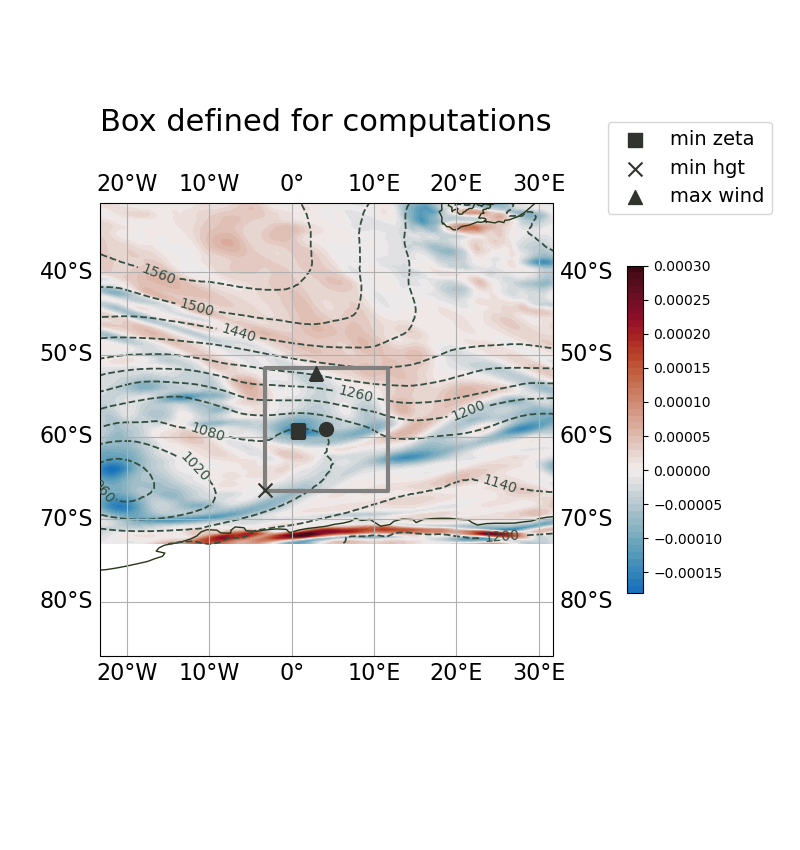 Box defined for computations
min zeta
min hgt
max wind
20°W 10°W 0° 10°E 20°E 30°E
40°S 40°S
50°S 50°S
60°S 60°S
70°S 70°S
80°S 80°S
20°W 10°W 0° 10°E 20°E 30°E
1560
1500
1440
1260
1200
1080
1020
1140
1200
0.00030
0.00025
0.00020
0.00015
0.00010
0.00005
0.00000
−0.00005
−0.00010
−0.00015